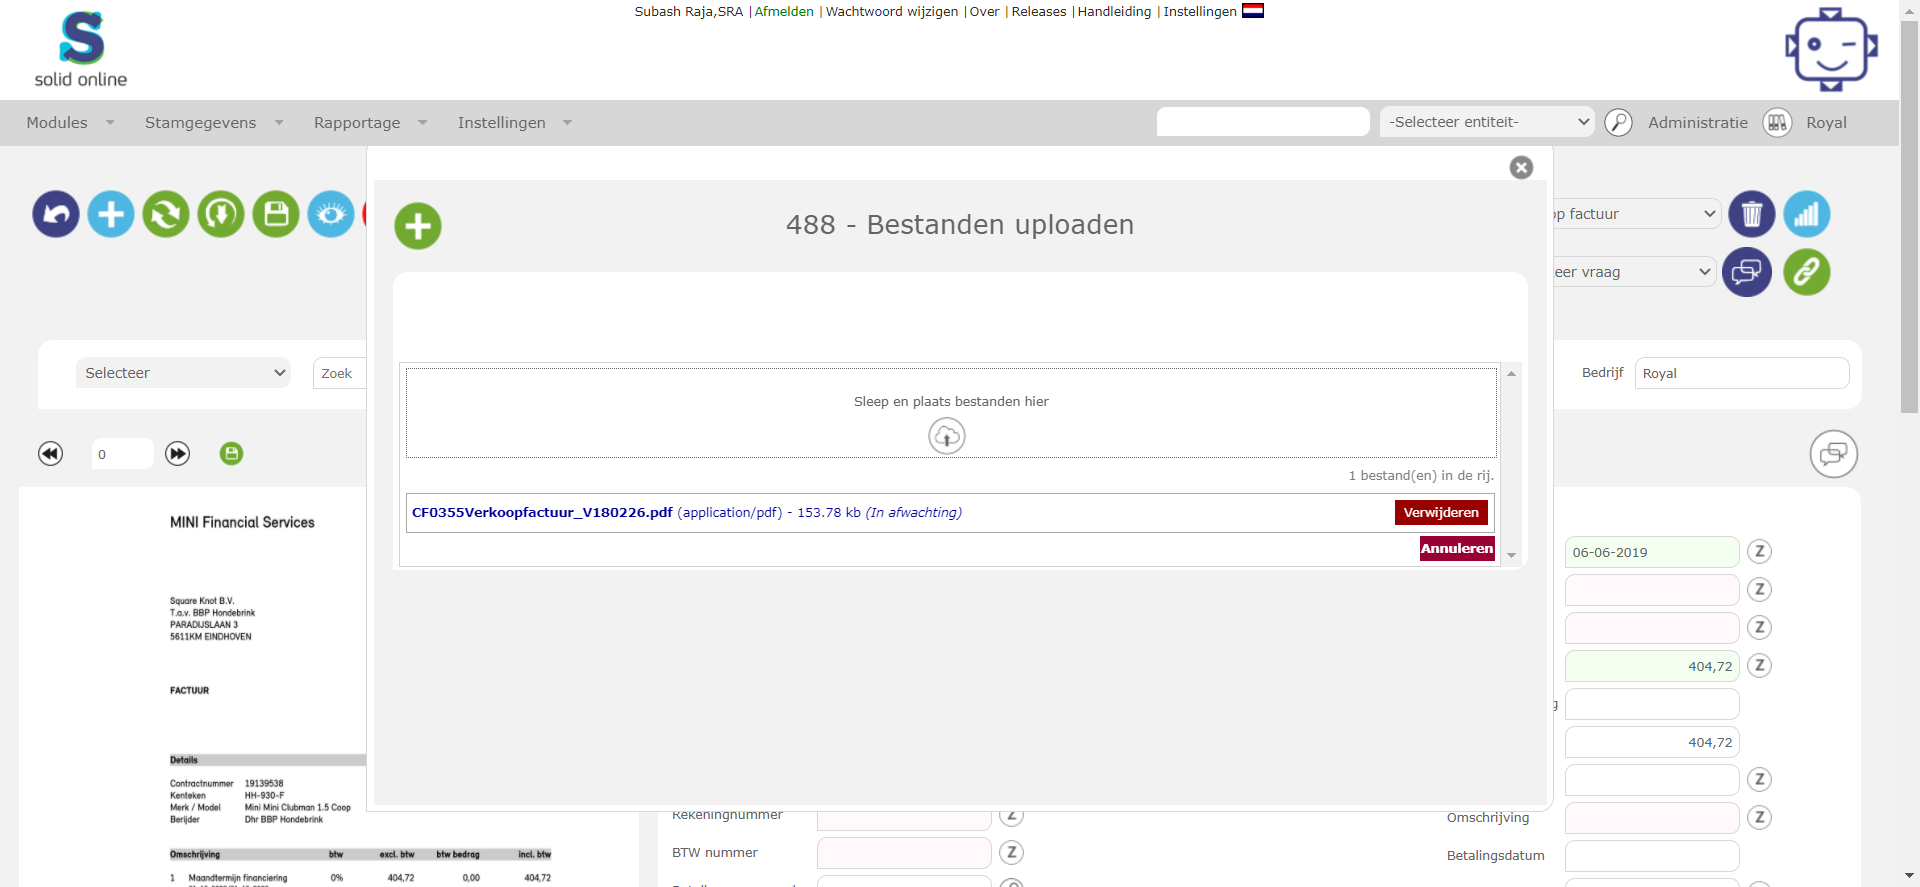 Subash Raja,SRA | Afmelden | Wachtwoord wijzigen | Over | Releases | Handleiding | Instellingen
S
solid online
Modules Stamgegevens Rapportage Instellingen -Selecteer entiteit- Administratie Royal
488 - Bestanden uploaden
op factuur
eer vraag
Selecteer Zoek
Bedrijf Royal
Sleep en plaats bestanden hier
1 bestand(en) in de rij.
CF0355Verkoopfactuur_V180226.pdf (application/pdf) - 153.78 kb (In afwachting) Verwijderen
Annuleren
0
MINI Financial Services
Square Knot B.V.
T.a.v. BBP Hondebrink
PARADIJSLAAN 3
5611KM EINDHOVEN
FACTUUR
Details
Contractnummer 19139538
Kenteken HH-930-F
Merk / Model Mini Mini Clubman 1.5 Coop
Berijder Dhr BBP Hondebrink
Omschrijving btw excl. btw btw bedrag incl. btw
1 Maandtermijn financiering 0% 404,72 0,00 404,72
Rekeningnummer Z
BTW nummer Z
06-06-2019 Z
Z
Z
404,72 Z
g
404,72
Z
Omschrijving Z
Betalingsdatum